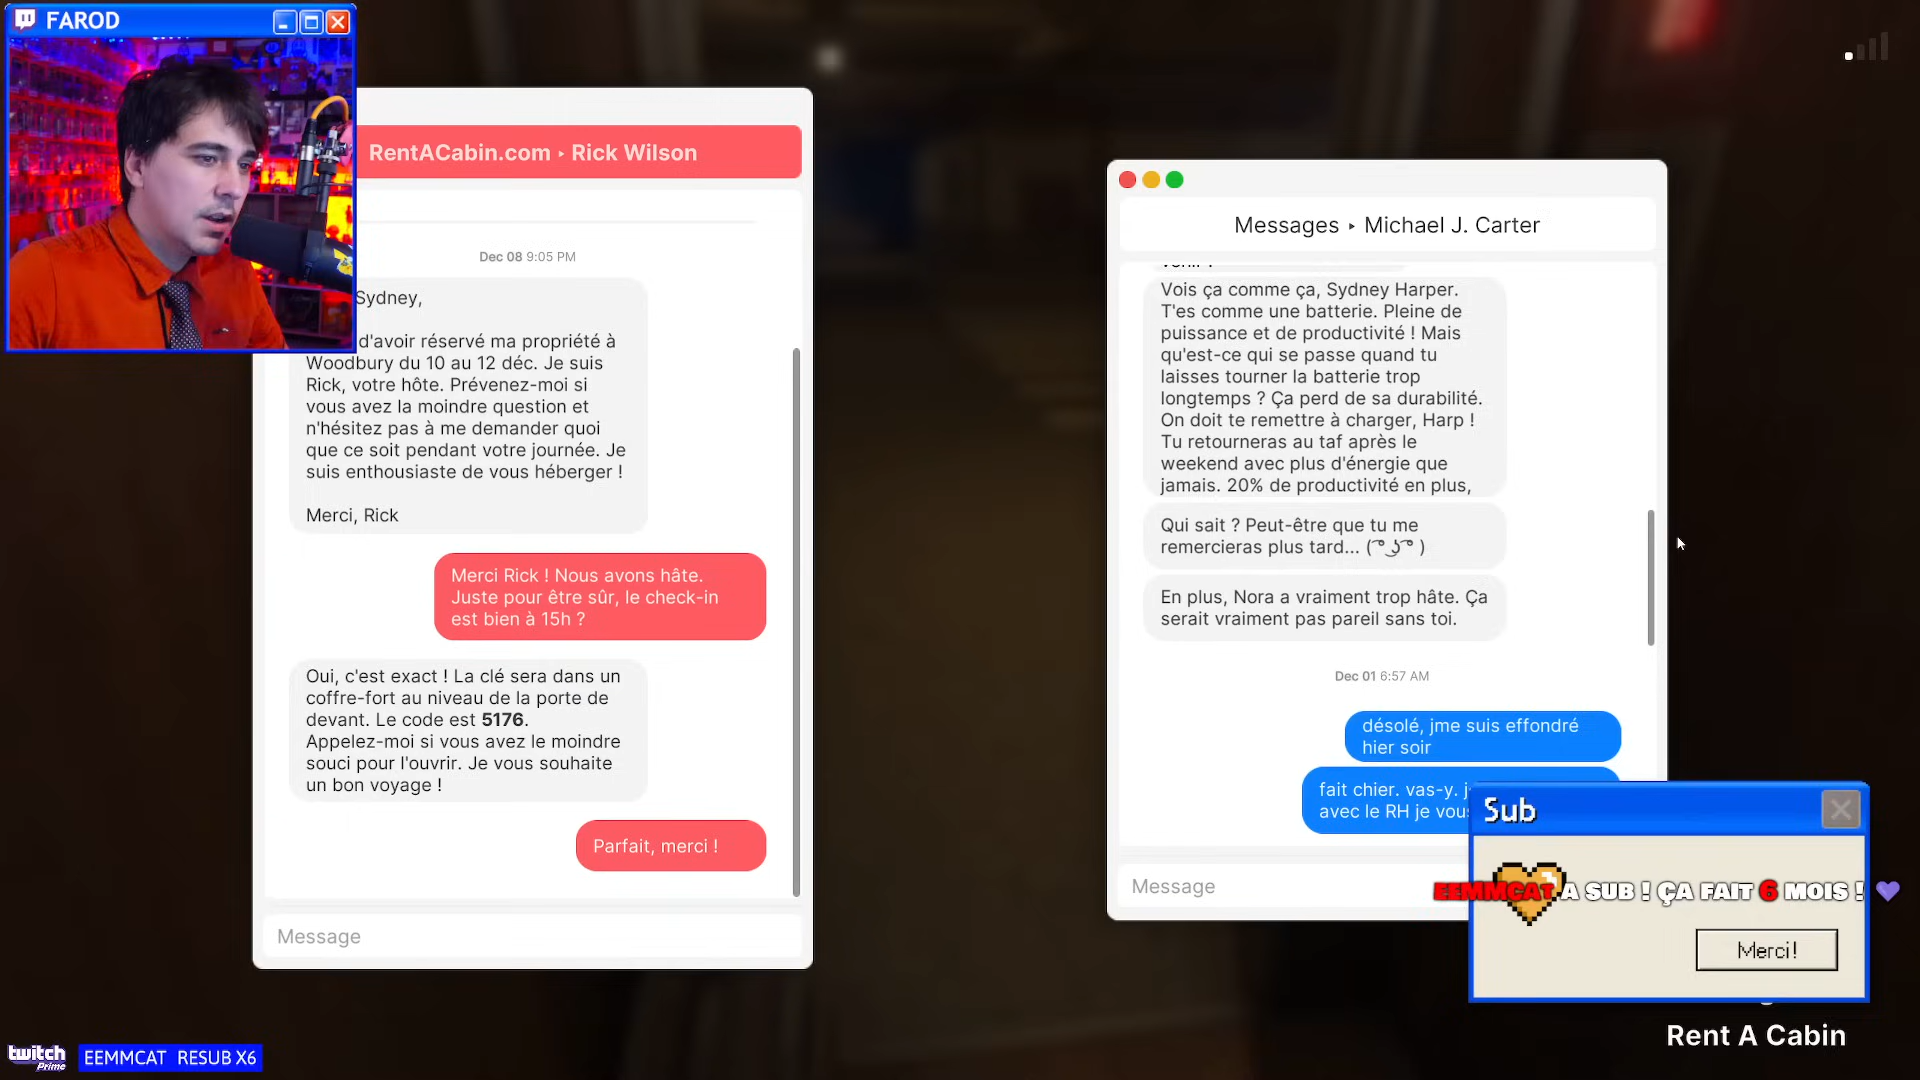 FAROD
RentACabin.com ‣ Rick Wilson
Dec 08 9:05 PM
Sydney,
d'avoir réservé ma propriété à
Woodbury du 10 au 12 déc. Je suis
Rick, votre hôte. Prévenez-moi si
vous avez la moindre question et
n'hésitez pas à me demander quoi
que ce soit pendant votre journée. Je
suis enthousiaste de vous héberger !
Merci, Rick
Merci Rick ! Nous avons hâte.
Juste pour être sûr, le check-in
est bien à 15h ?
Oui, c'est exact ! La clé sera dans un
coffre-fort au niveau de la porte de
devant. Le code est 5176.
Appelez-moi si vous avez le moindre
souci pour l'ouvrir. Je vous souhaite
un bon voyage !
Parfait, merci !
Message
Messages ‣ Michael J. Carter
Vois ça comme ça, Sydney Harper.
T'es comme une batterie. Pleine de
puissance et de productivité ! Mais
qu'est-ce qui se passe quand tu
laisses tourner la batterie trop
longtemps ? Ça perd de sa durabilité.
On doit te remettre à charger, Harp !
Tu retourneras au taf après le
weekend avec plus d'énergie que
jamais. 20% de productivité en plus,
Qui sait ? Peut-être que tu me
remercieras plus tard... ( ͡° ͜ʖ ͡° )
En plus, Nora a vraiment trop hâte. Ça
serait vraiment pas pareil sans toi.
Dec 01 6:57 AM
désolé, jme suis effondré
hier soir
fait chier. vas-y. j
avec le RH je vous
Message
Sub
EEMMCAT A SUB ! ÇA FAIT 6 MOIS ! 💜
Merci!
Rent A Cabin
twitch
Prime
EEMMCAT RESUB X6